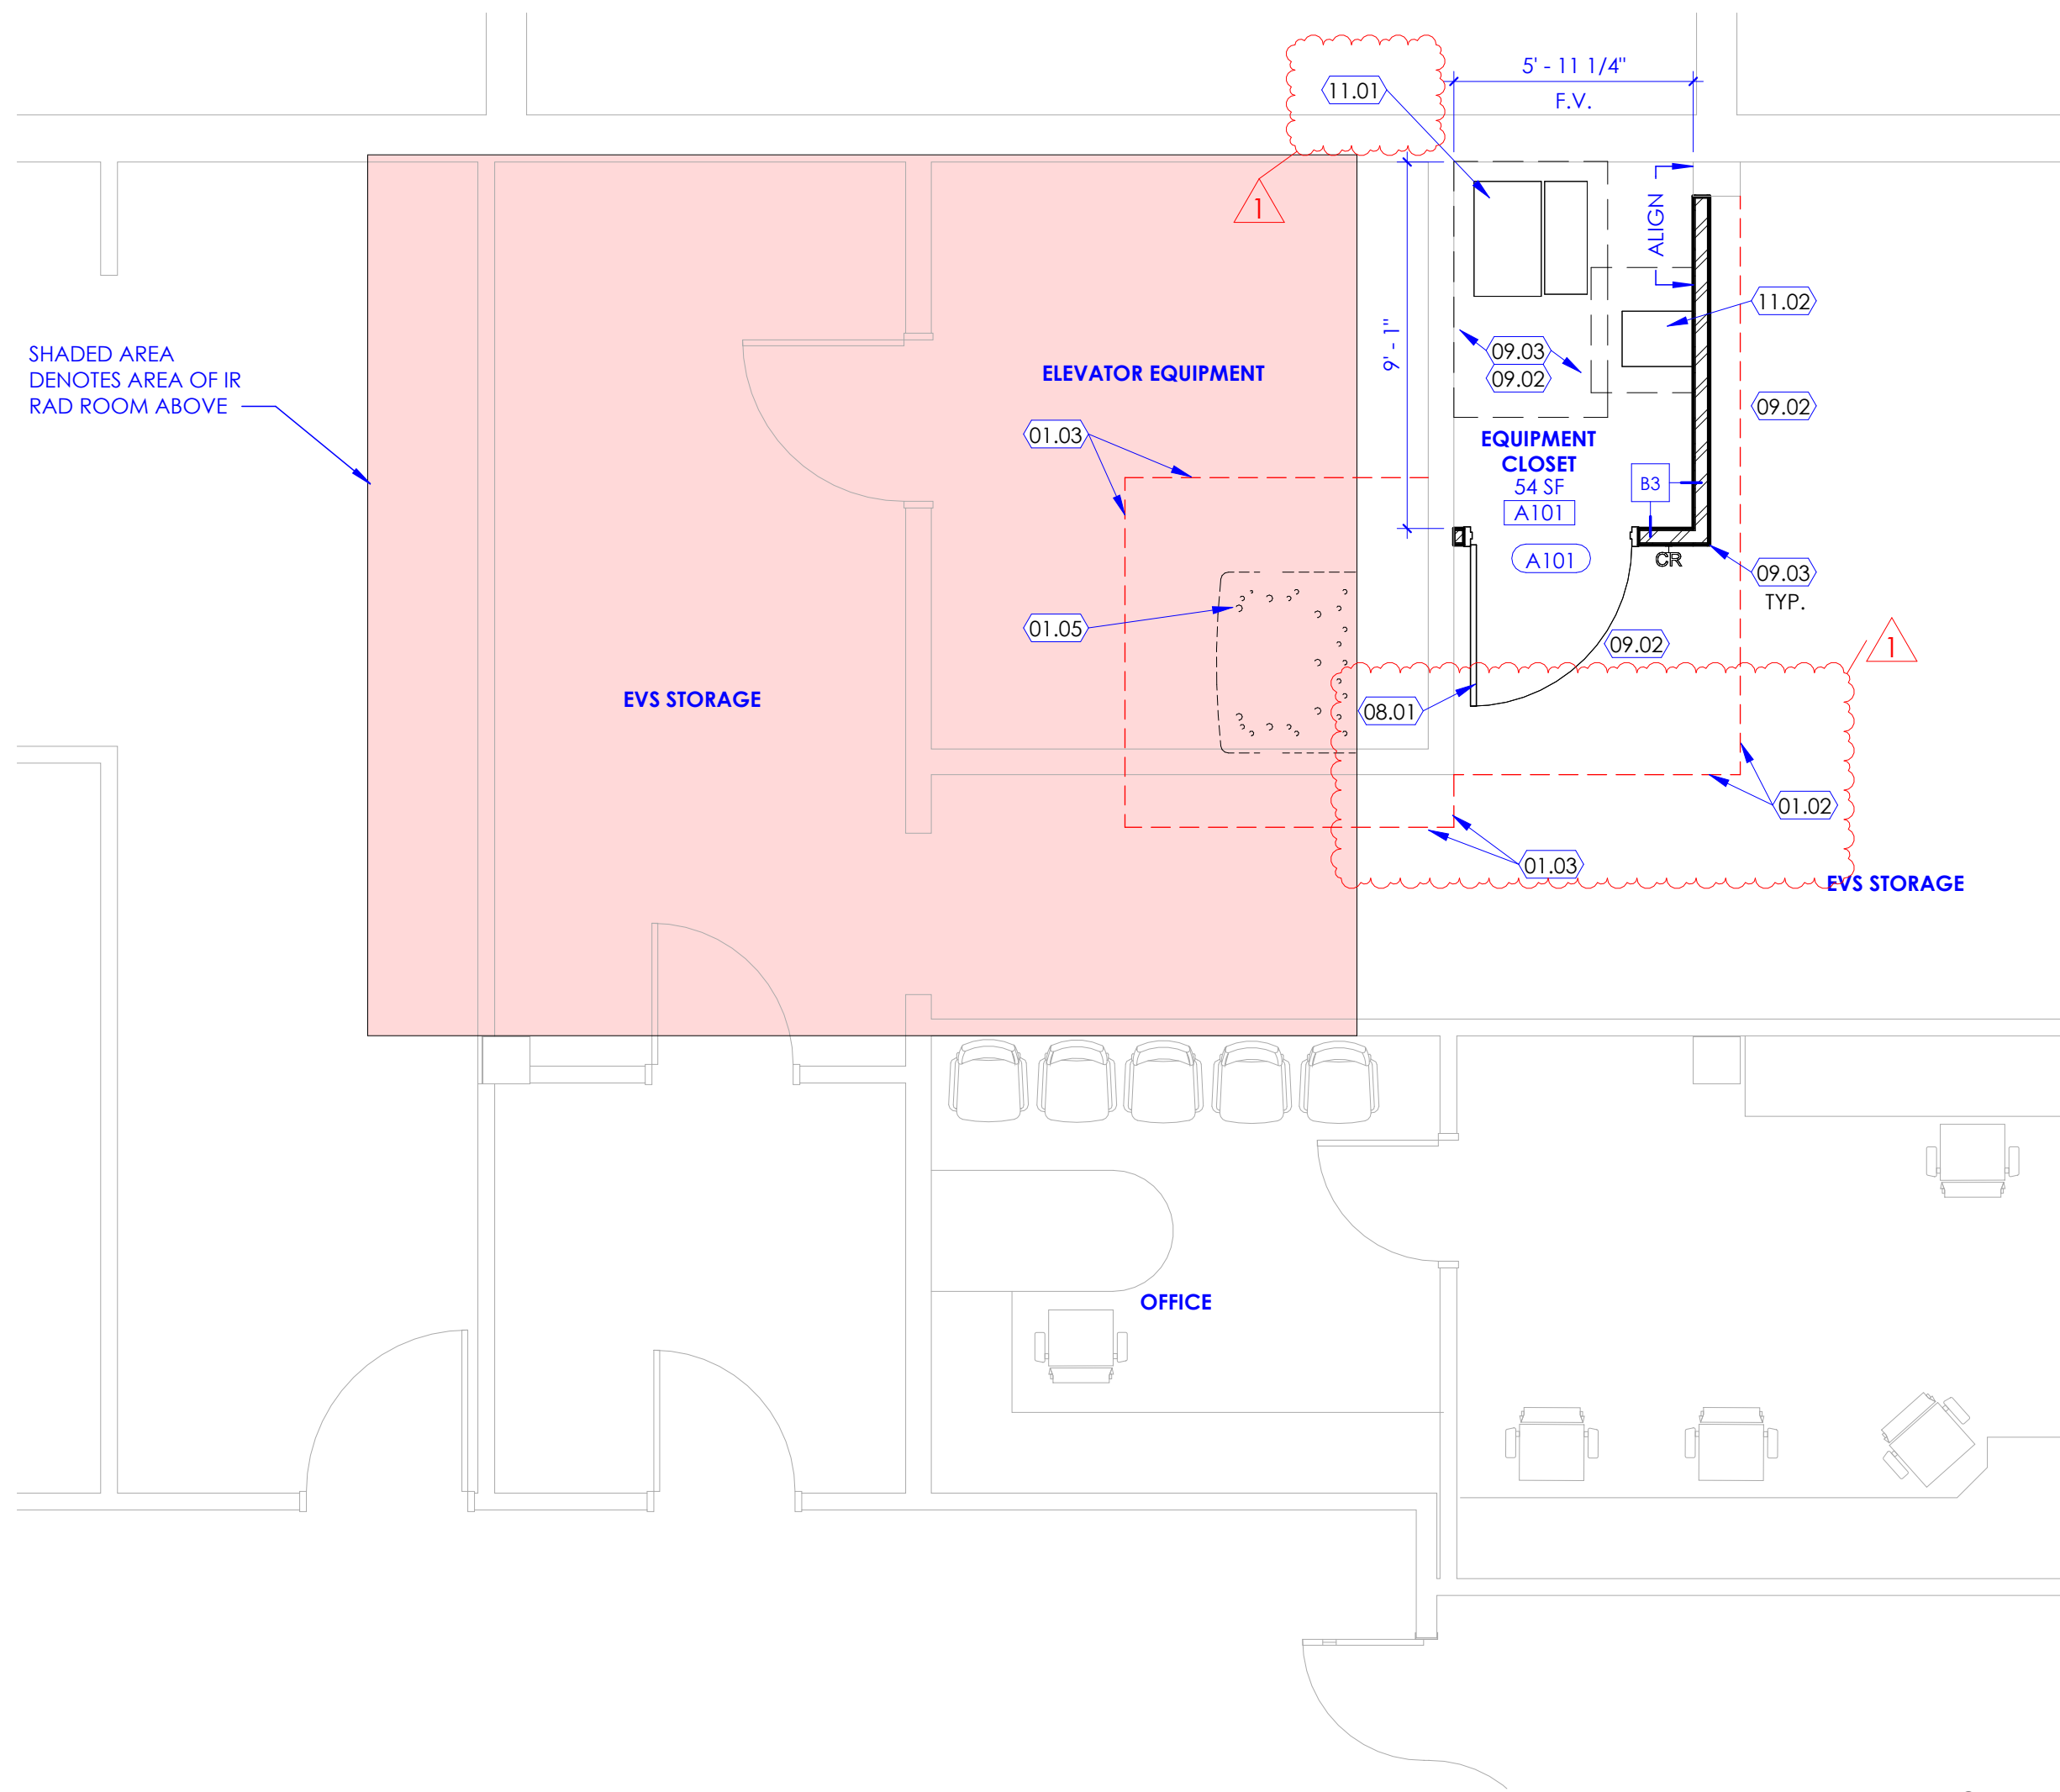 5' - 11 1/4"
F.V.
11.01
1
ALIGN
11.02
SHADED AREA
DENOTES AREA OF IR
RAD ROOM ABOVE
9' - 1"
09.03
09.02
ELEVATOR EQUIPMENT
09.02
01.03
EQUIPMENT
CLOSET
54 SF
A101
B3
A101
CR
09.03
TYP.
01.05
09.02
1
EVS STORAGE
08.01
01.02
01.03
EVS STORAGE
OFFICE